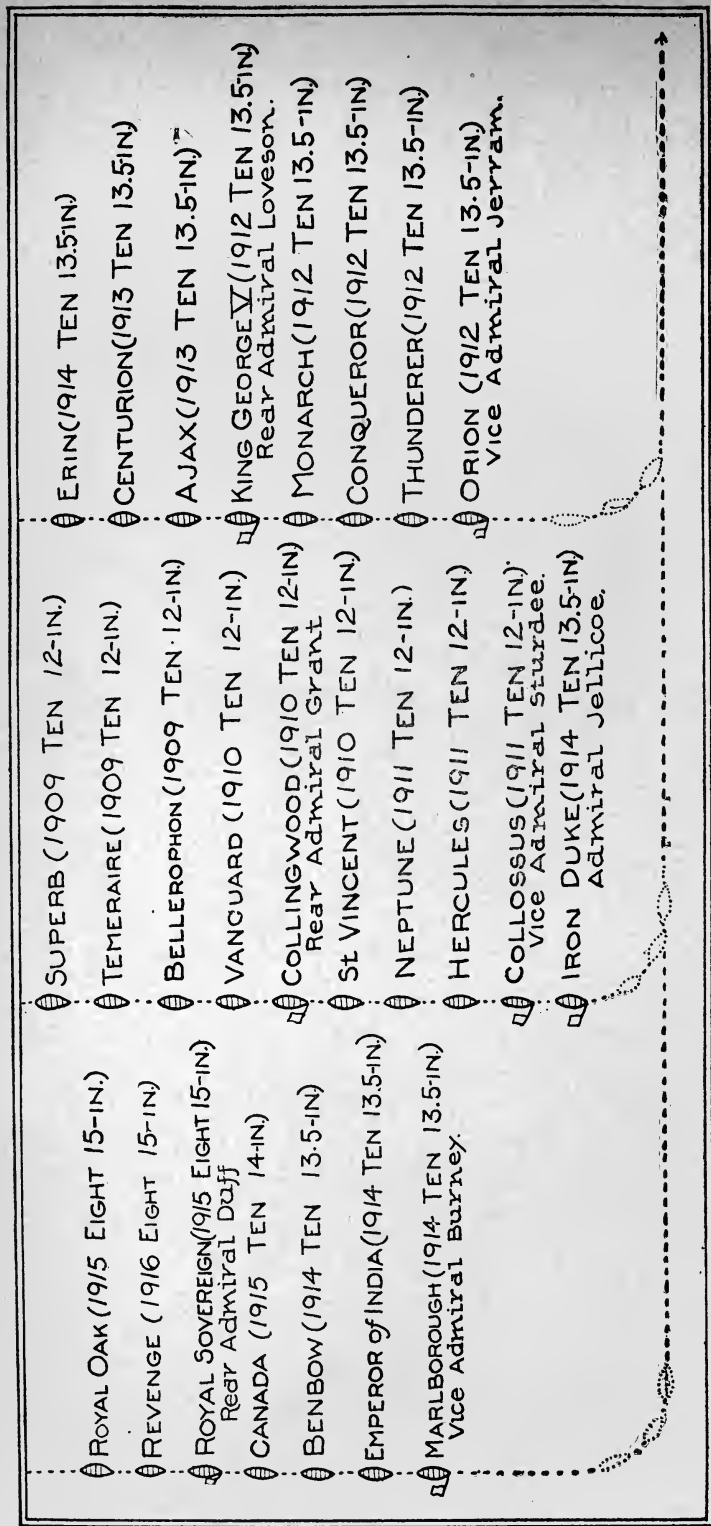 ERIN (1914 TEN 13.5IN.)
CENTURION (1913 TEN 13.5IN)
AJAX (1913 TEN 13.5-IN.)
KING GEORGE V (1912 TEN 13.5-IN.)
Rear Admiral Loveson.
MONARCH (1912 TEN 13.5-IN.)
CONQUEROR (1912 TEN 13.5-IN.)
THUNDERER (1912 TEN 13.5-IN.)
ORION (1912 TEN 13.5-IN.)
Vice Admiral Jerram.
SUPERB (1909 TEN 12-IN.)
TEMERAIRE (1909 TEN 12-IN.)
BELLEROPHON (1909 TEN 12-IN.)
VANGUARD (1910 TEN 12-IN.)
COLLINGWOOD (1910 TEN 12-IN)
Rear Admiral Grant
St VINCENT (1910 TEN 12-IN.)
NEPTUNE (1911 TEN 12-IN.)
HERCULES (1911 TEN 12-IN.)
COLLOSSUS (1911 TEN 12-IN.)
Vice Admiral Sturdee.
IRON DUKE (1914 TEN 13.5-IN)
Admiral Jellicoe.
ROYAL OAK (1915 EIGHT 15-IN.)
REVENGE (1916 EIGHT 15-IN.)
ROYAL SOVEREIGN (1915 EIGHT 15-IN.)
Rear Admiral Duff
CANADA (1915 TEN 14-IN.)
BENBOW (1914 TEN 13.5-IN.)
EMPEROR of INDIA (1914 TEN 13.5-IN.)
MARLBOROUGH (1914 TEN 13.5-IN.)
Vice Admiral Burney.